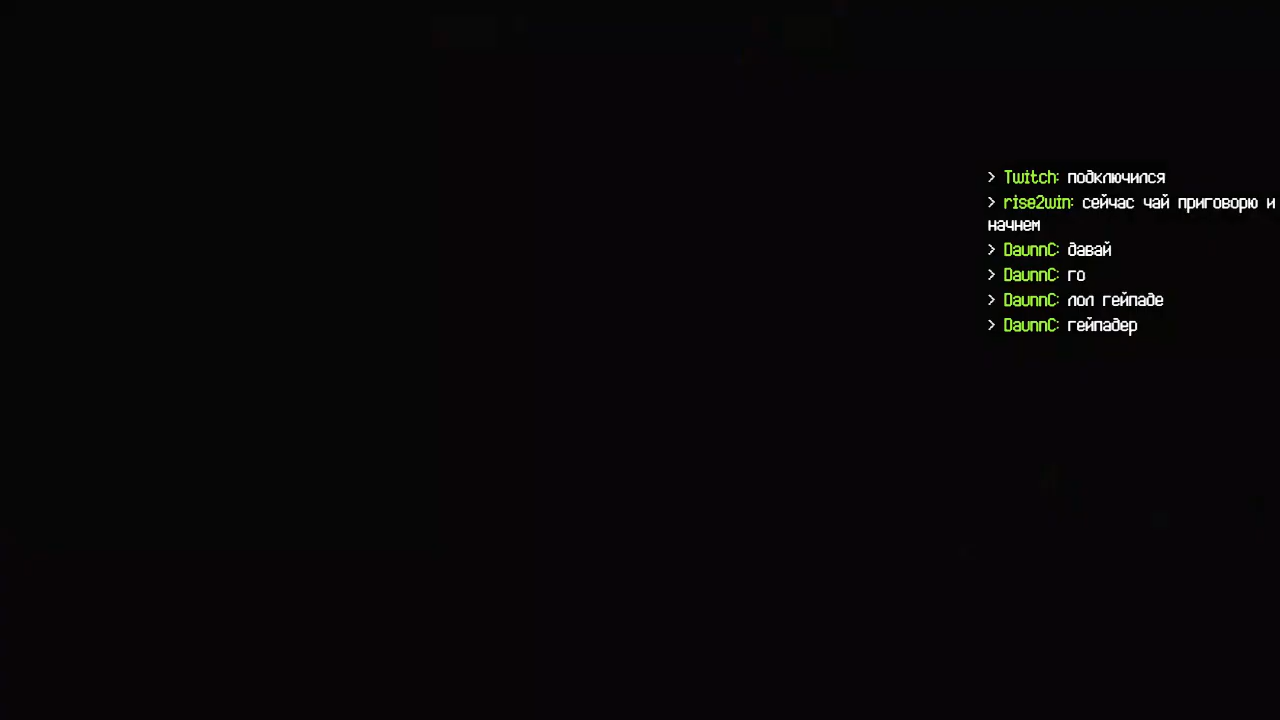 > Twitch: подключился
> rise2win: сейчас чай приговорю и
начнем
> DaunnC: давай
> DaunnC: го
> DaunnC: лол гейпаде
> DaunnC: гейпадер